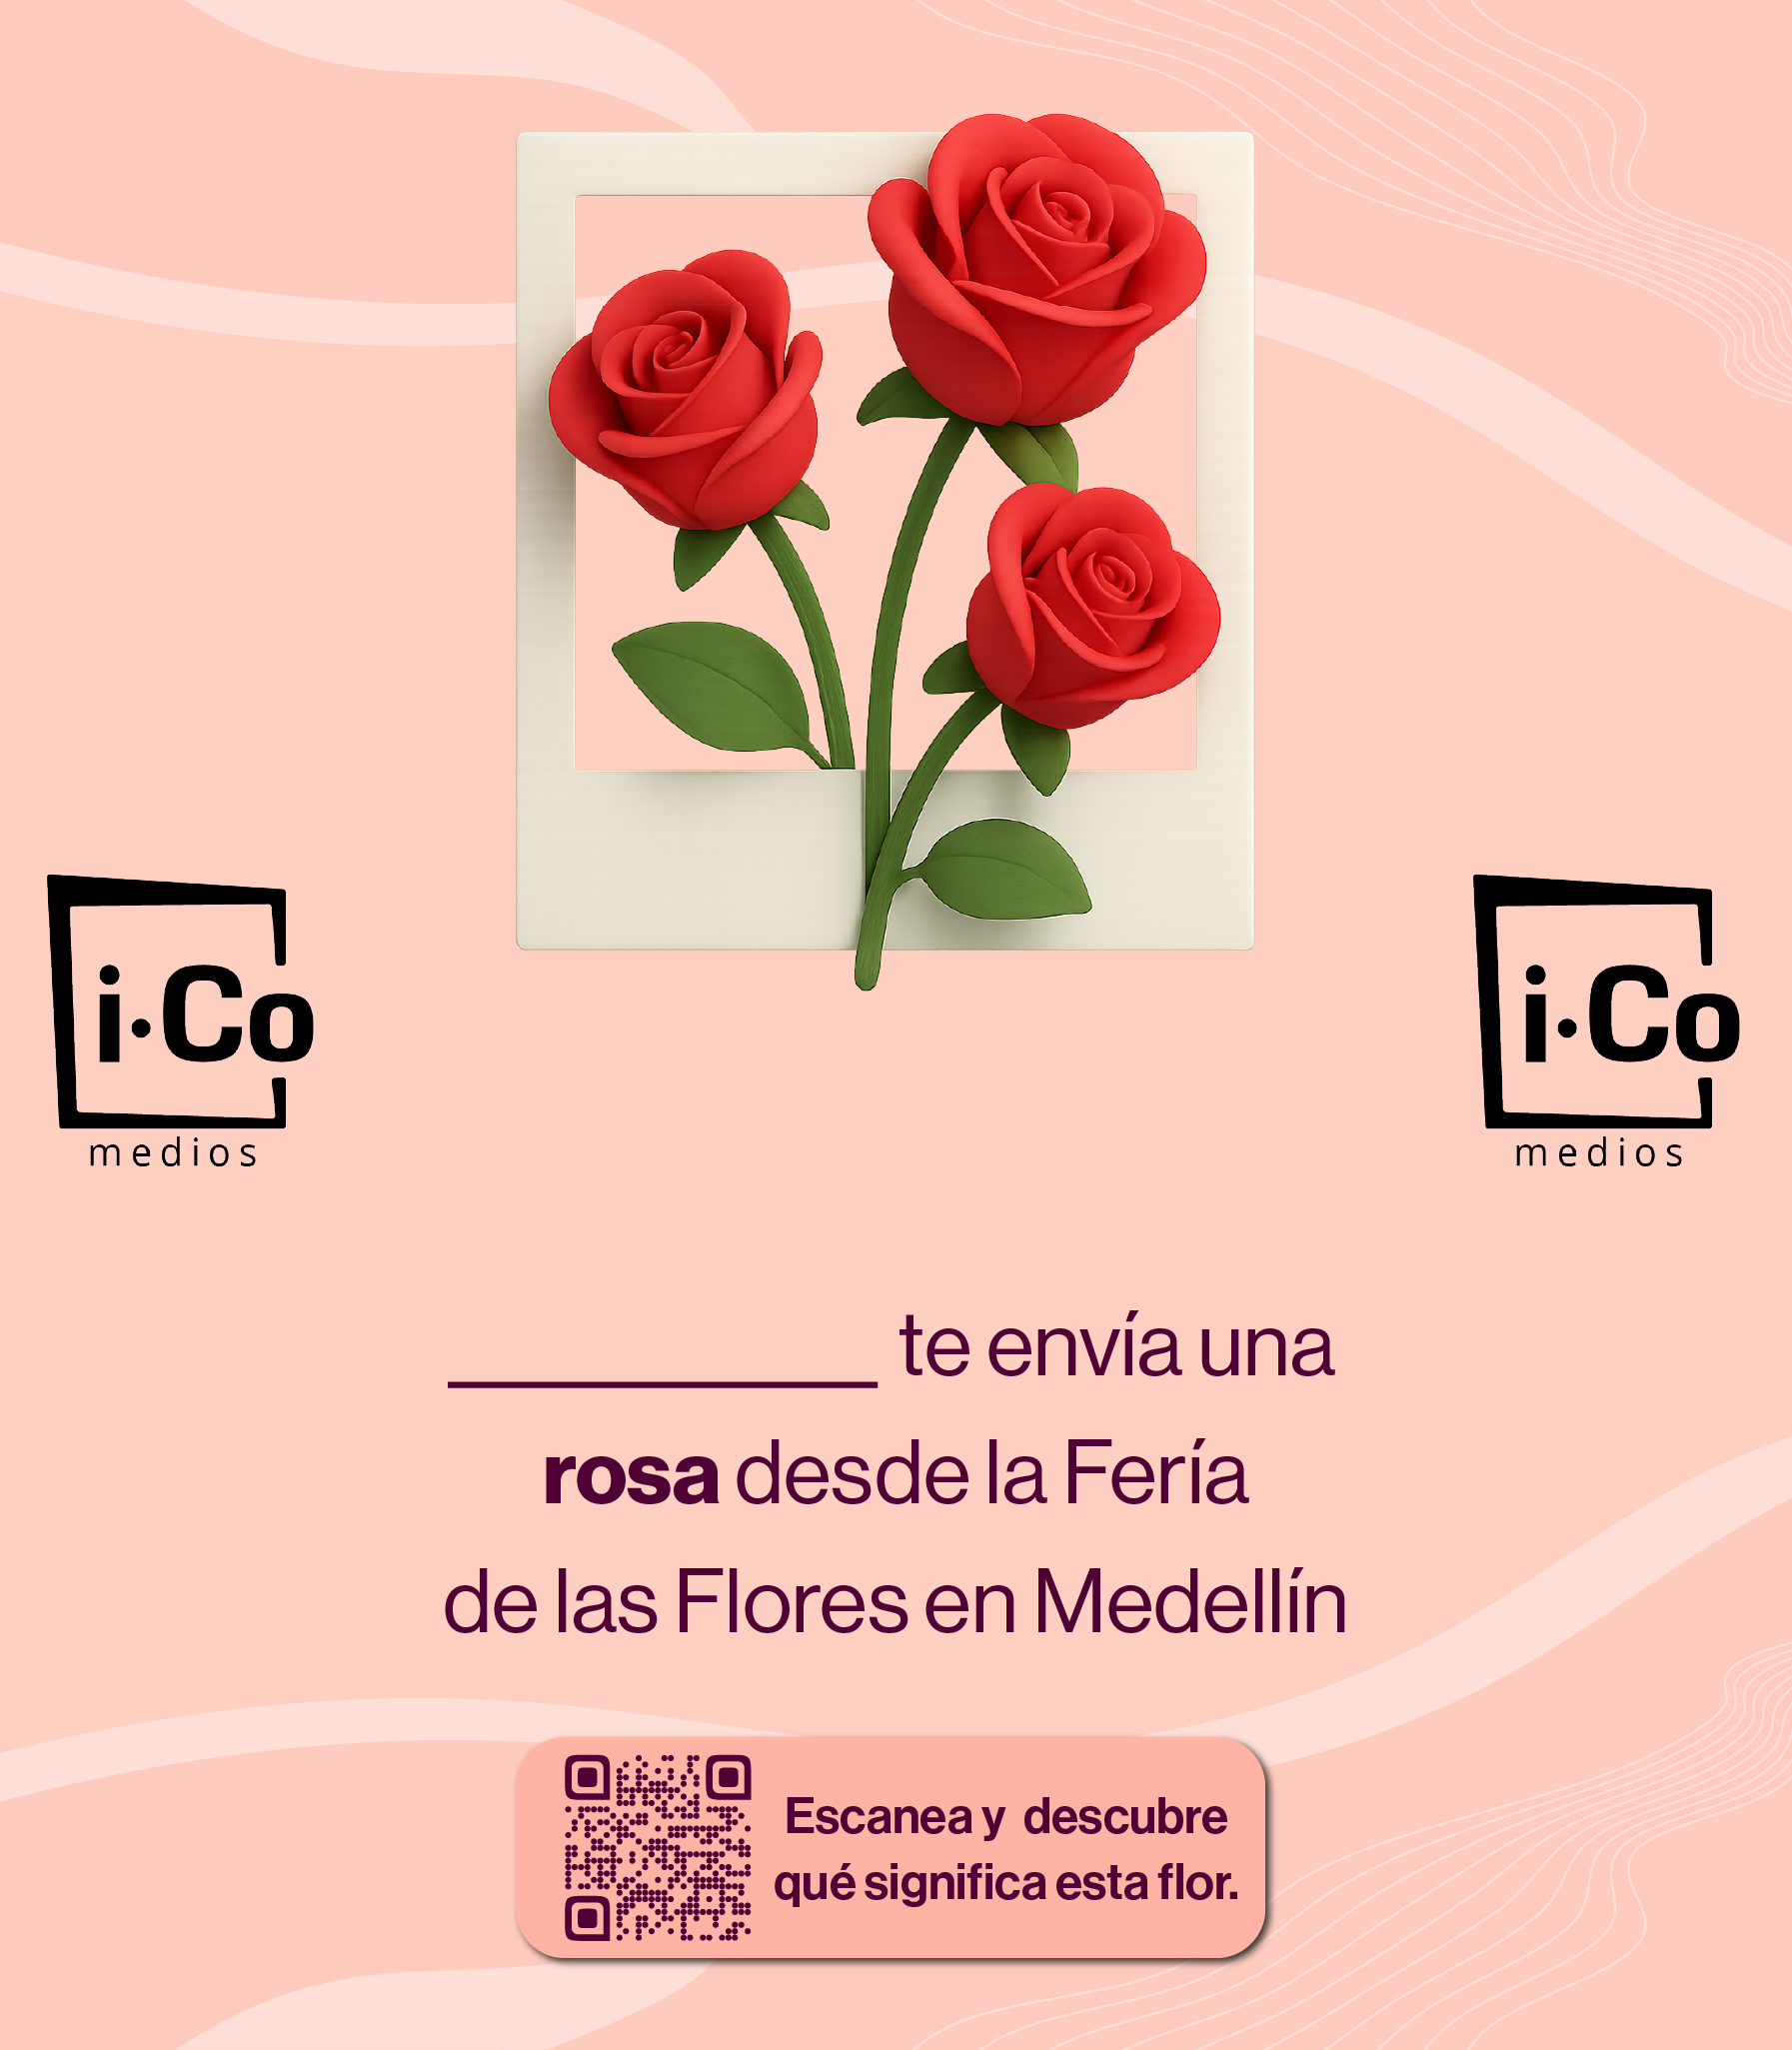 i·Co
medios
i·Co
medios
__________ te envía una
rosa desde la Fería
de las Flores en Medellín
Escanea y descubre
qué significa esta flor.